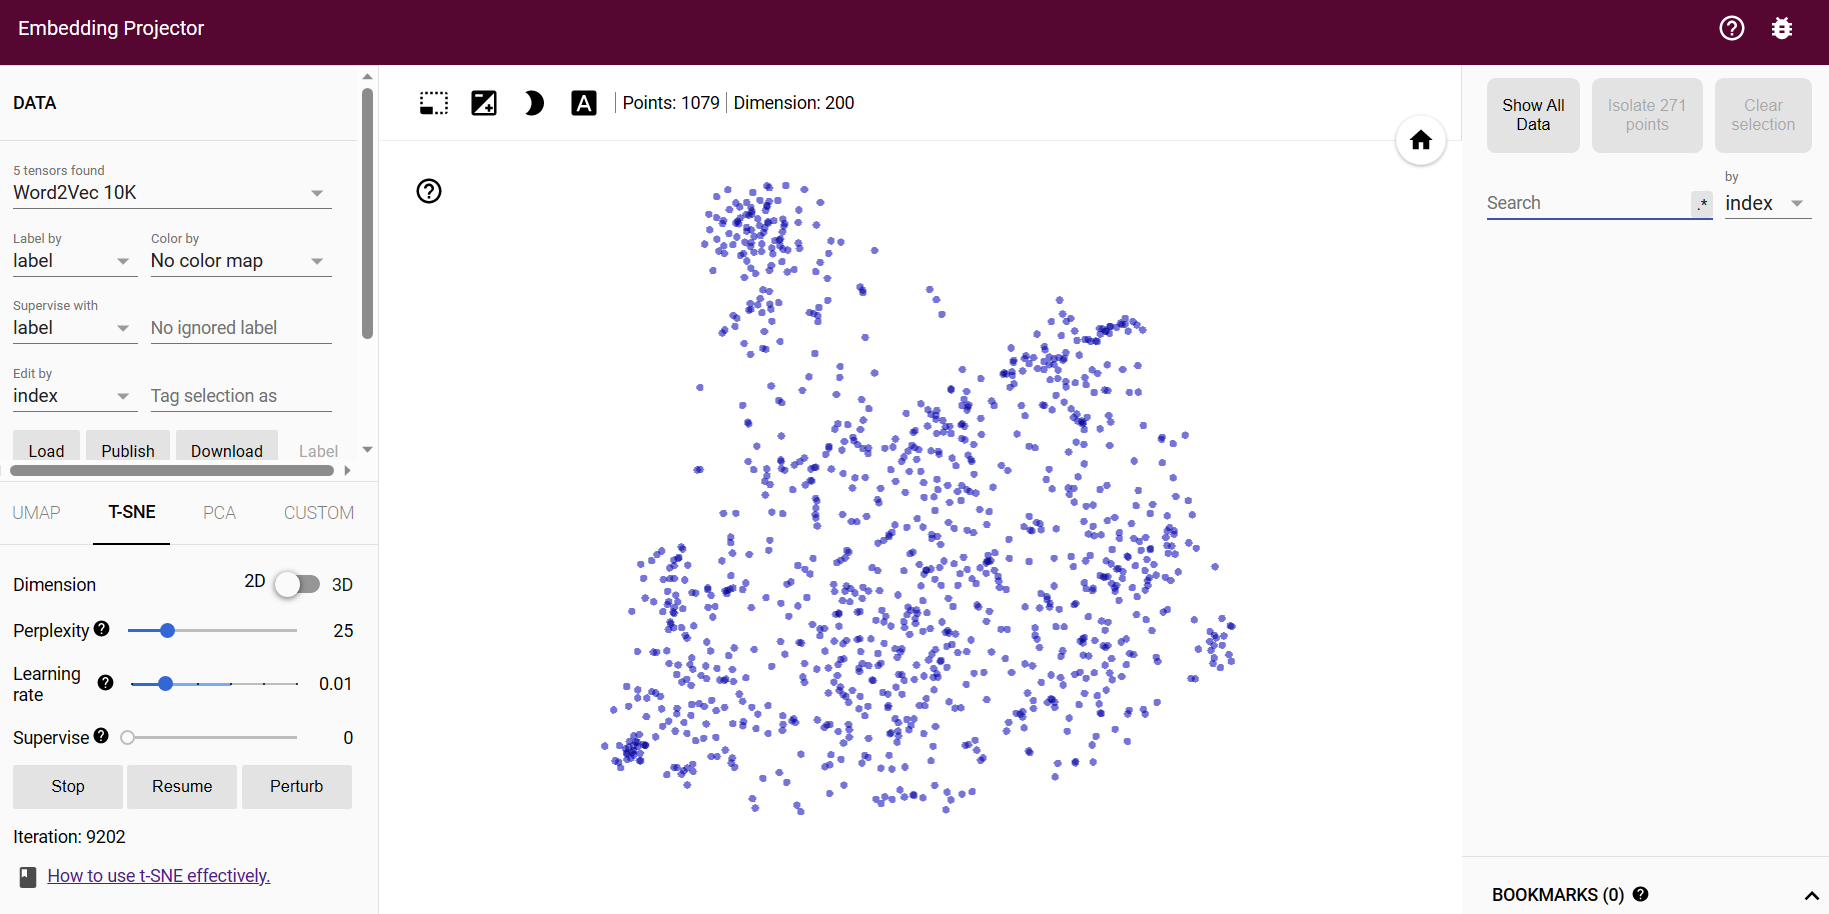 Embedding Projector
DATA
5 tensors found
Word2Vec 10K
Label by
Color by
label
No color map
Supervise with
label
No ignored label
Edit by
index
Tag selection as
Load
Publish
Download
Label
UMAP
T-SNE
PCA
CUSTOM
Dimension
2D
3D
Perplexity
25
Learning
rate
0.01
Supervise
0
Stop
Resume
Perturb
Iteration: 9202
How to use t-SNE effectively.
A
Points: 1079
Dimension: 200
Show All
Data
Isolate 271
points
Clear
selection
Search
.*
by
index
BOOKMARKS (0)